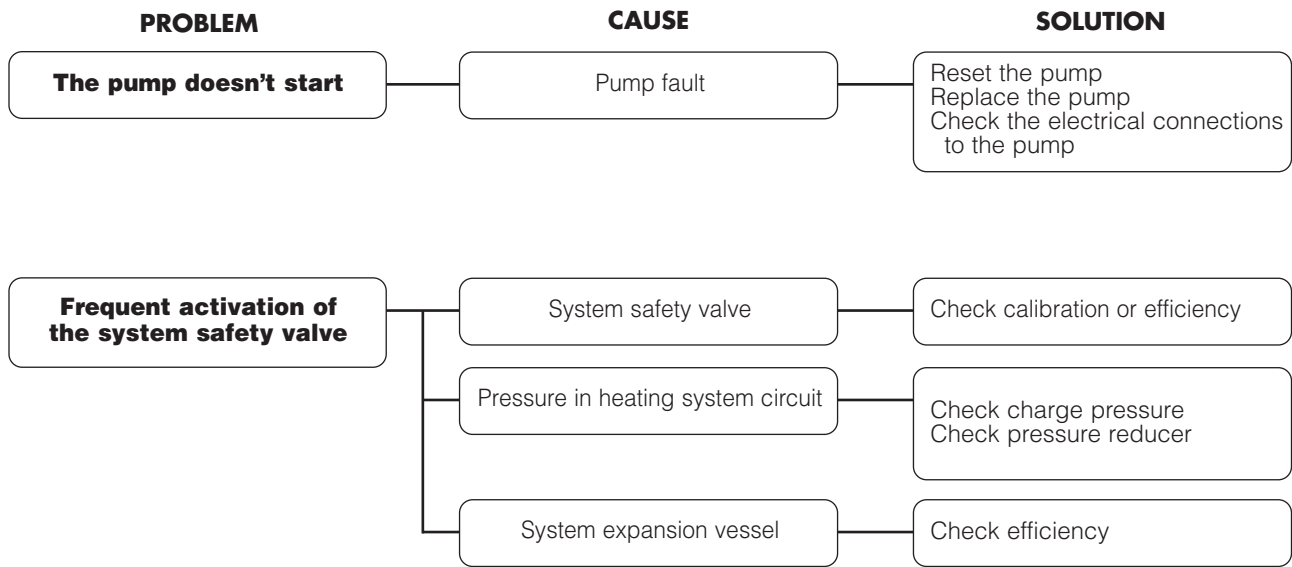 PROBLEM CAUSE SOLUTION
The pump doesn't start
Pump fault
Reset the pump
Replace the pump
Check the electrical connections
to the pump
Frequent activation of
the system safety valve
System safety valve
Check calibration or efficiency
Pressure in heating system circuit
Check charge pressure
Check pressure reducer
System expansion vessel
Check efficiency